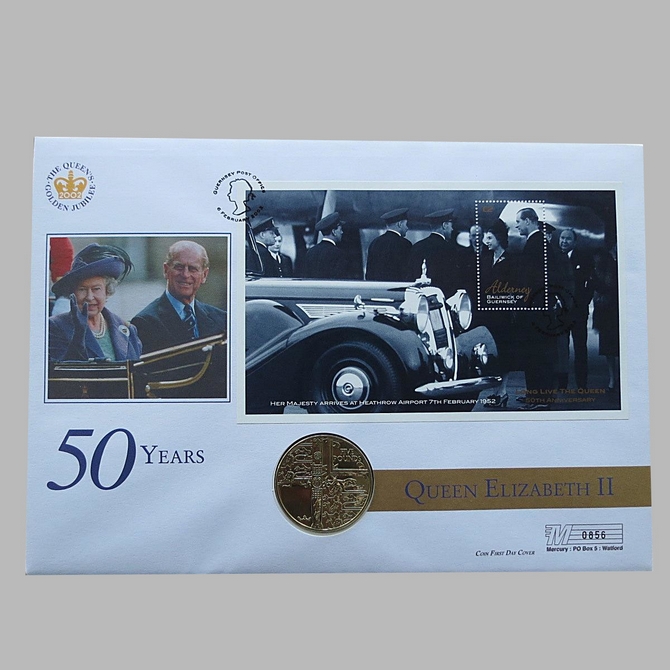 THE QUEEN'S
GOLDEN JUBILEE
2002
GUERNSEY POST OFFICE
6 FEBRUARY
Alderney
BAILIWICK OF
GUERNSEY
LONG LIVE THE QUEEN
50TH ANNIVERSARY
HER MAJESTY ARRIVES AT HEATHROW AIRPORT 7TH FEBRUARY 1952
50 YEARS
QUEEN ELIZABETH II
M 0856
Coin First Day Cover
Mercury : PO Box 5 : Watford